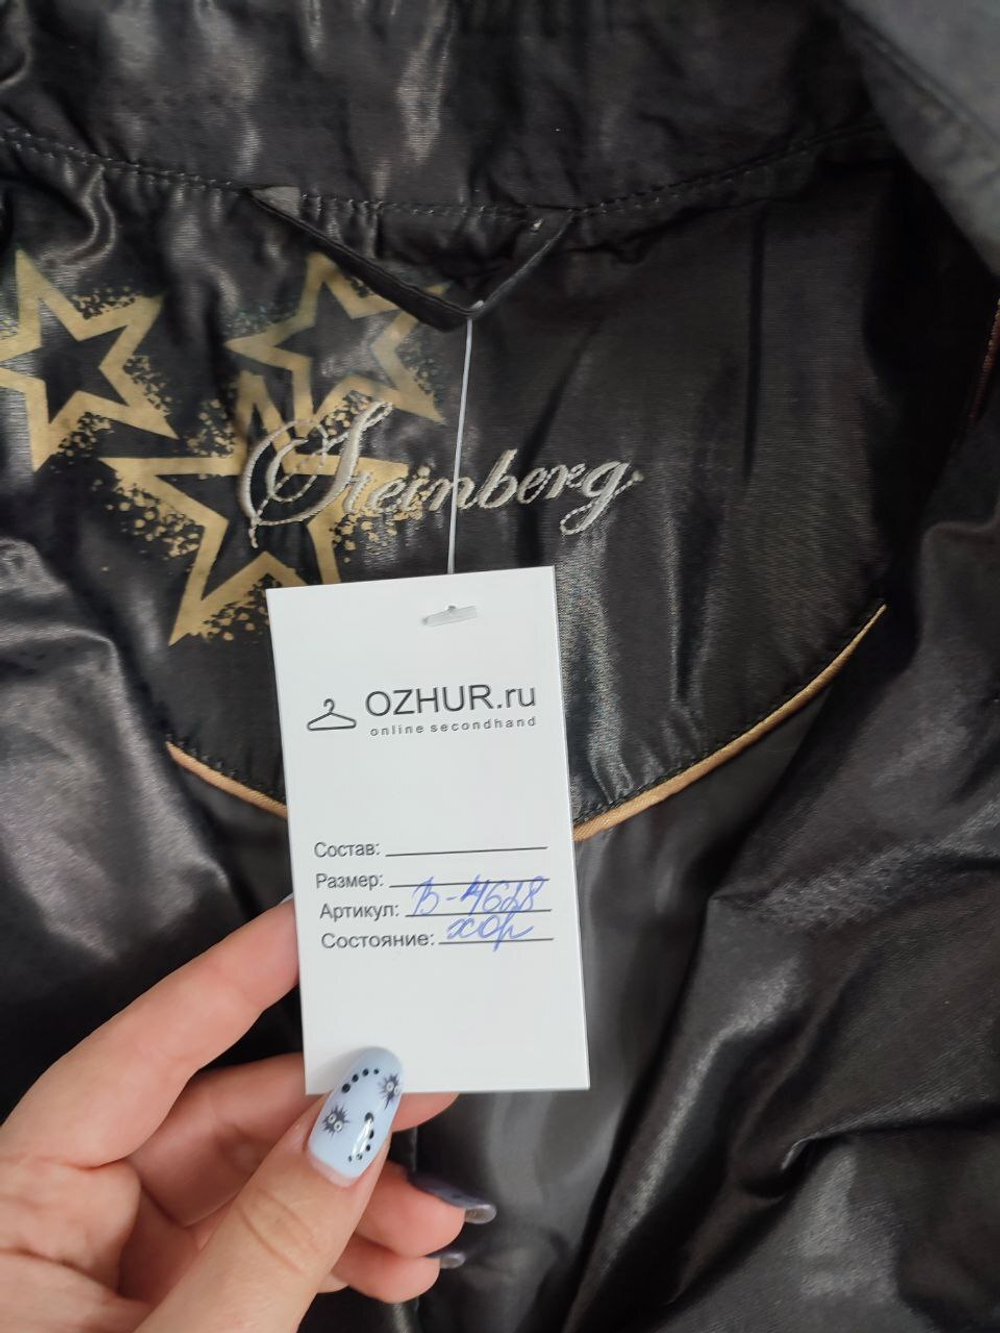 Steinberg
OZHUR.ru
online secondhand
Состав:
Размер:
Артикул: В-4628
Состояние: хор